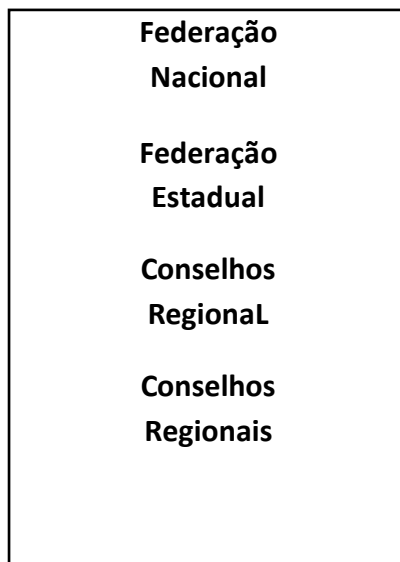 Federação
Nacional
Federação
Estadual
Conselhos
RegionaL
Conselhos
Regionais